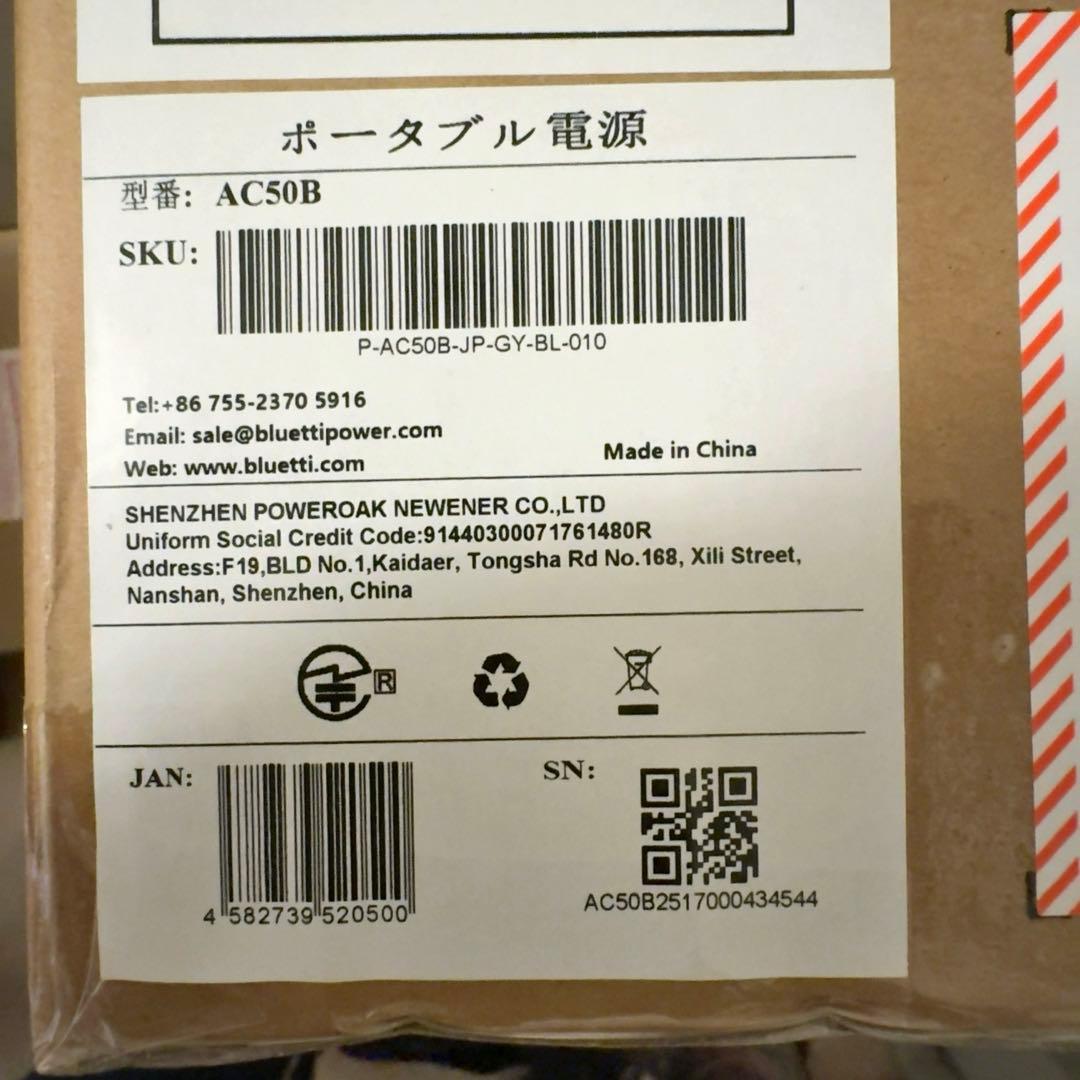 ポータブル電源
型番: AC50B
SKU:
P-AC50B-JP-GY-BL-010
Tel:+86 755-2370 5916
Email: sale@bluettipower.com
Web: www.bluetti.com
Made in China
SHENZHEN POWEROAK NEWENER CO.,LTD
Uniform Social Credit Code:91440300071761480R
Address:F19,BLD No.1,Kaidaer, Tongsha Rd No.168, Xili Street,
Nanshan, Shenzhen, China
R
JAN:
4 582739 520500
SN:
AC50B2517000434544